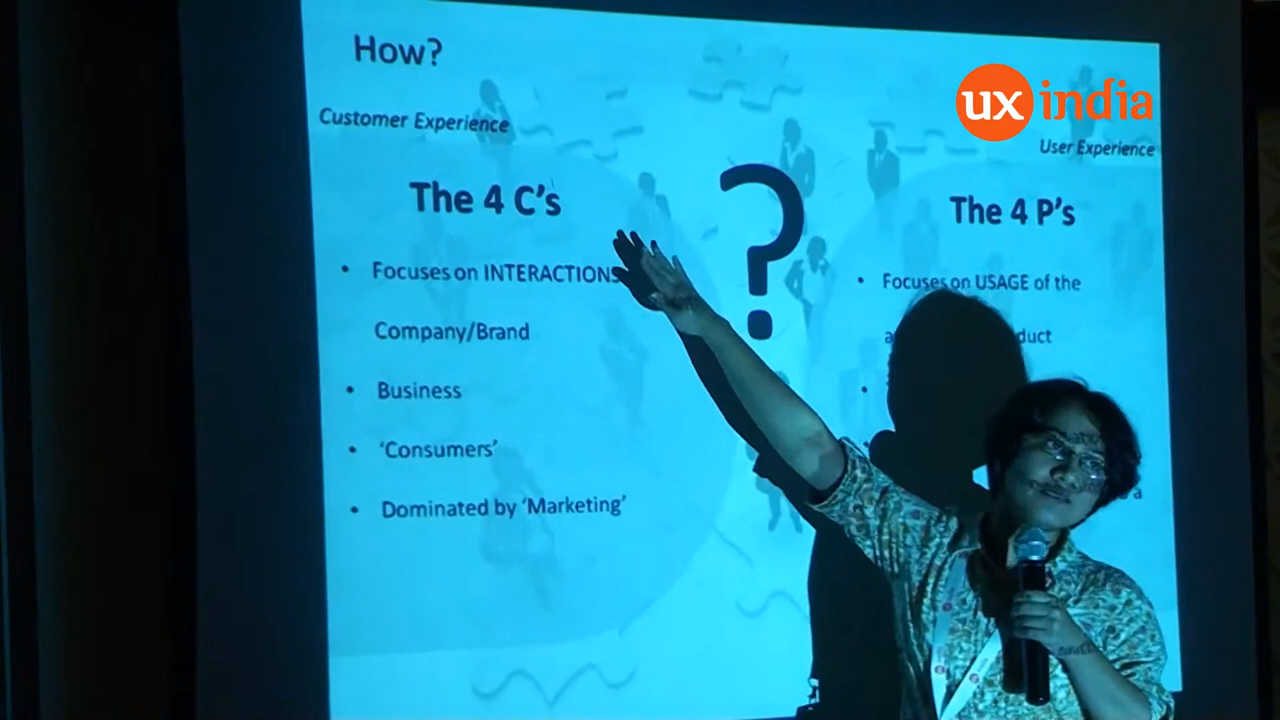 How?
ux india
Customer Experience
User Experience
The 4 C's
The 4 P's
• Focuses on INTERACTIONS
Company/Brand
• Business
• 'Consumers'
• Dominated by 'Marketing'
• Focuses on USAGE of the
•
a